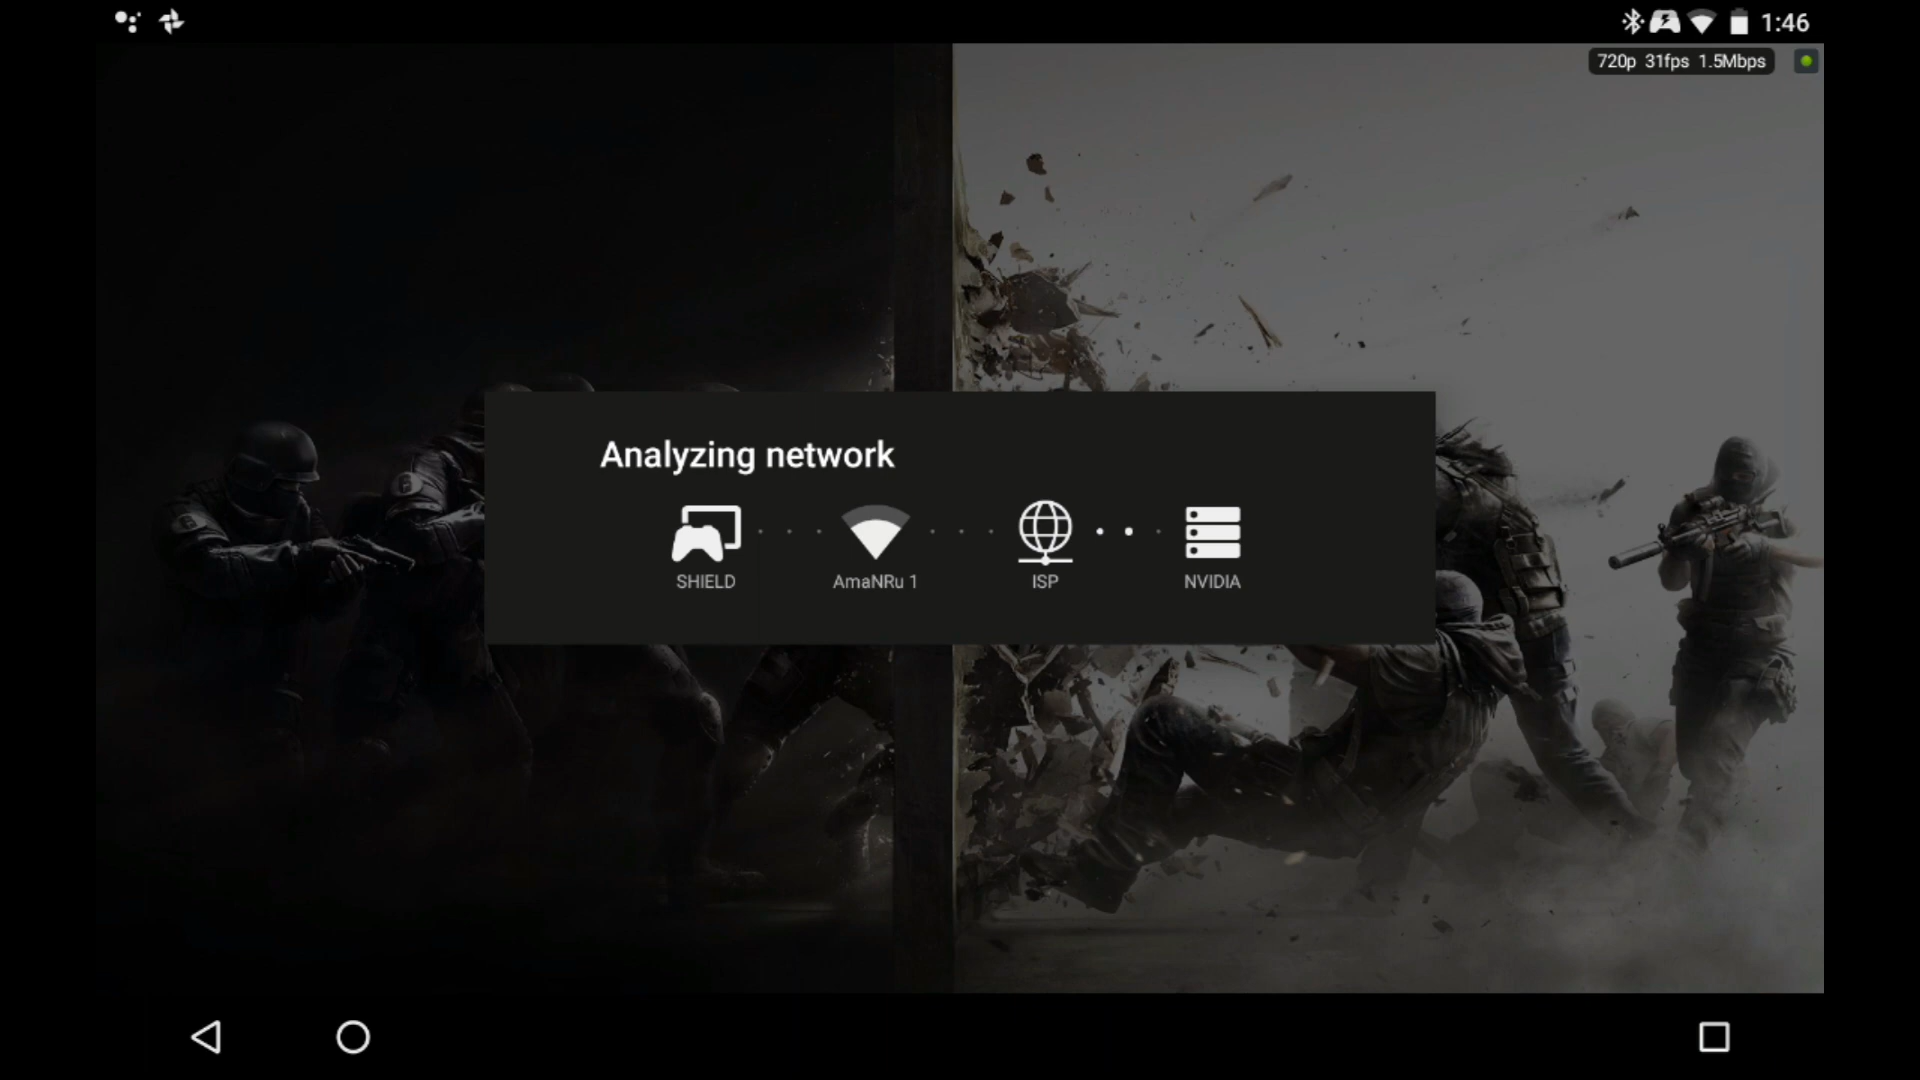 1:46
720p 31fps 1.5Mbps
Analyzing network
SHIELD
AmaNRu 1
ISP
NVIDIA